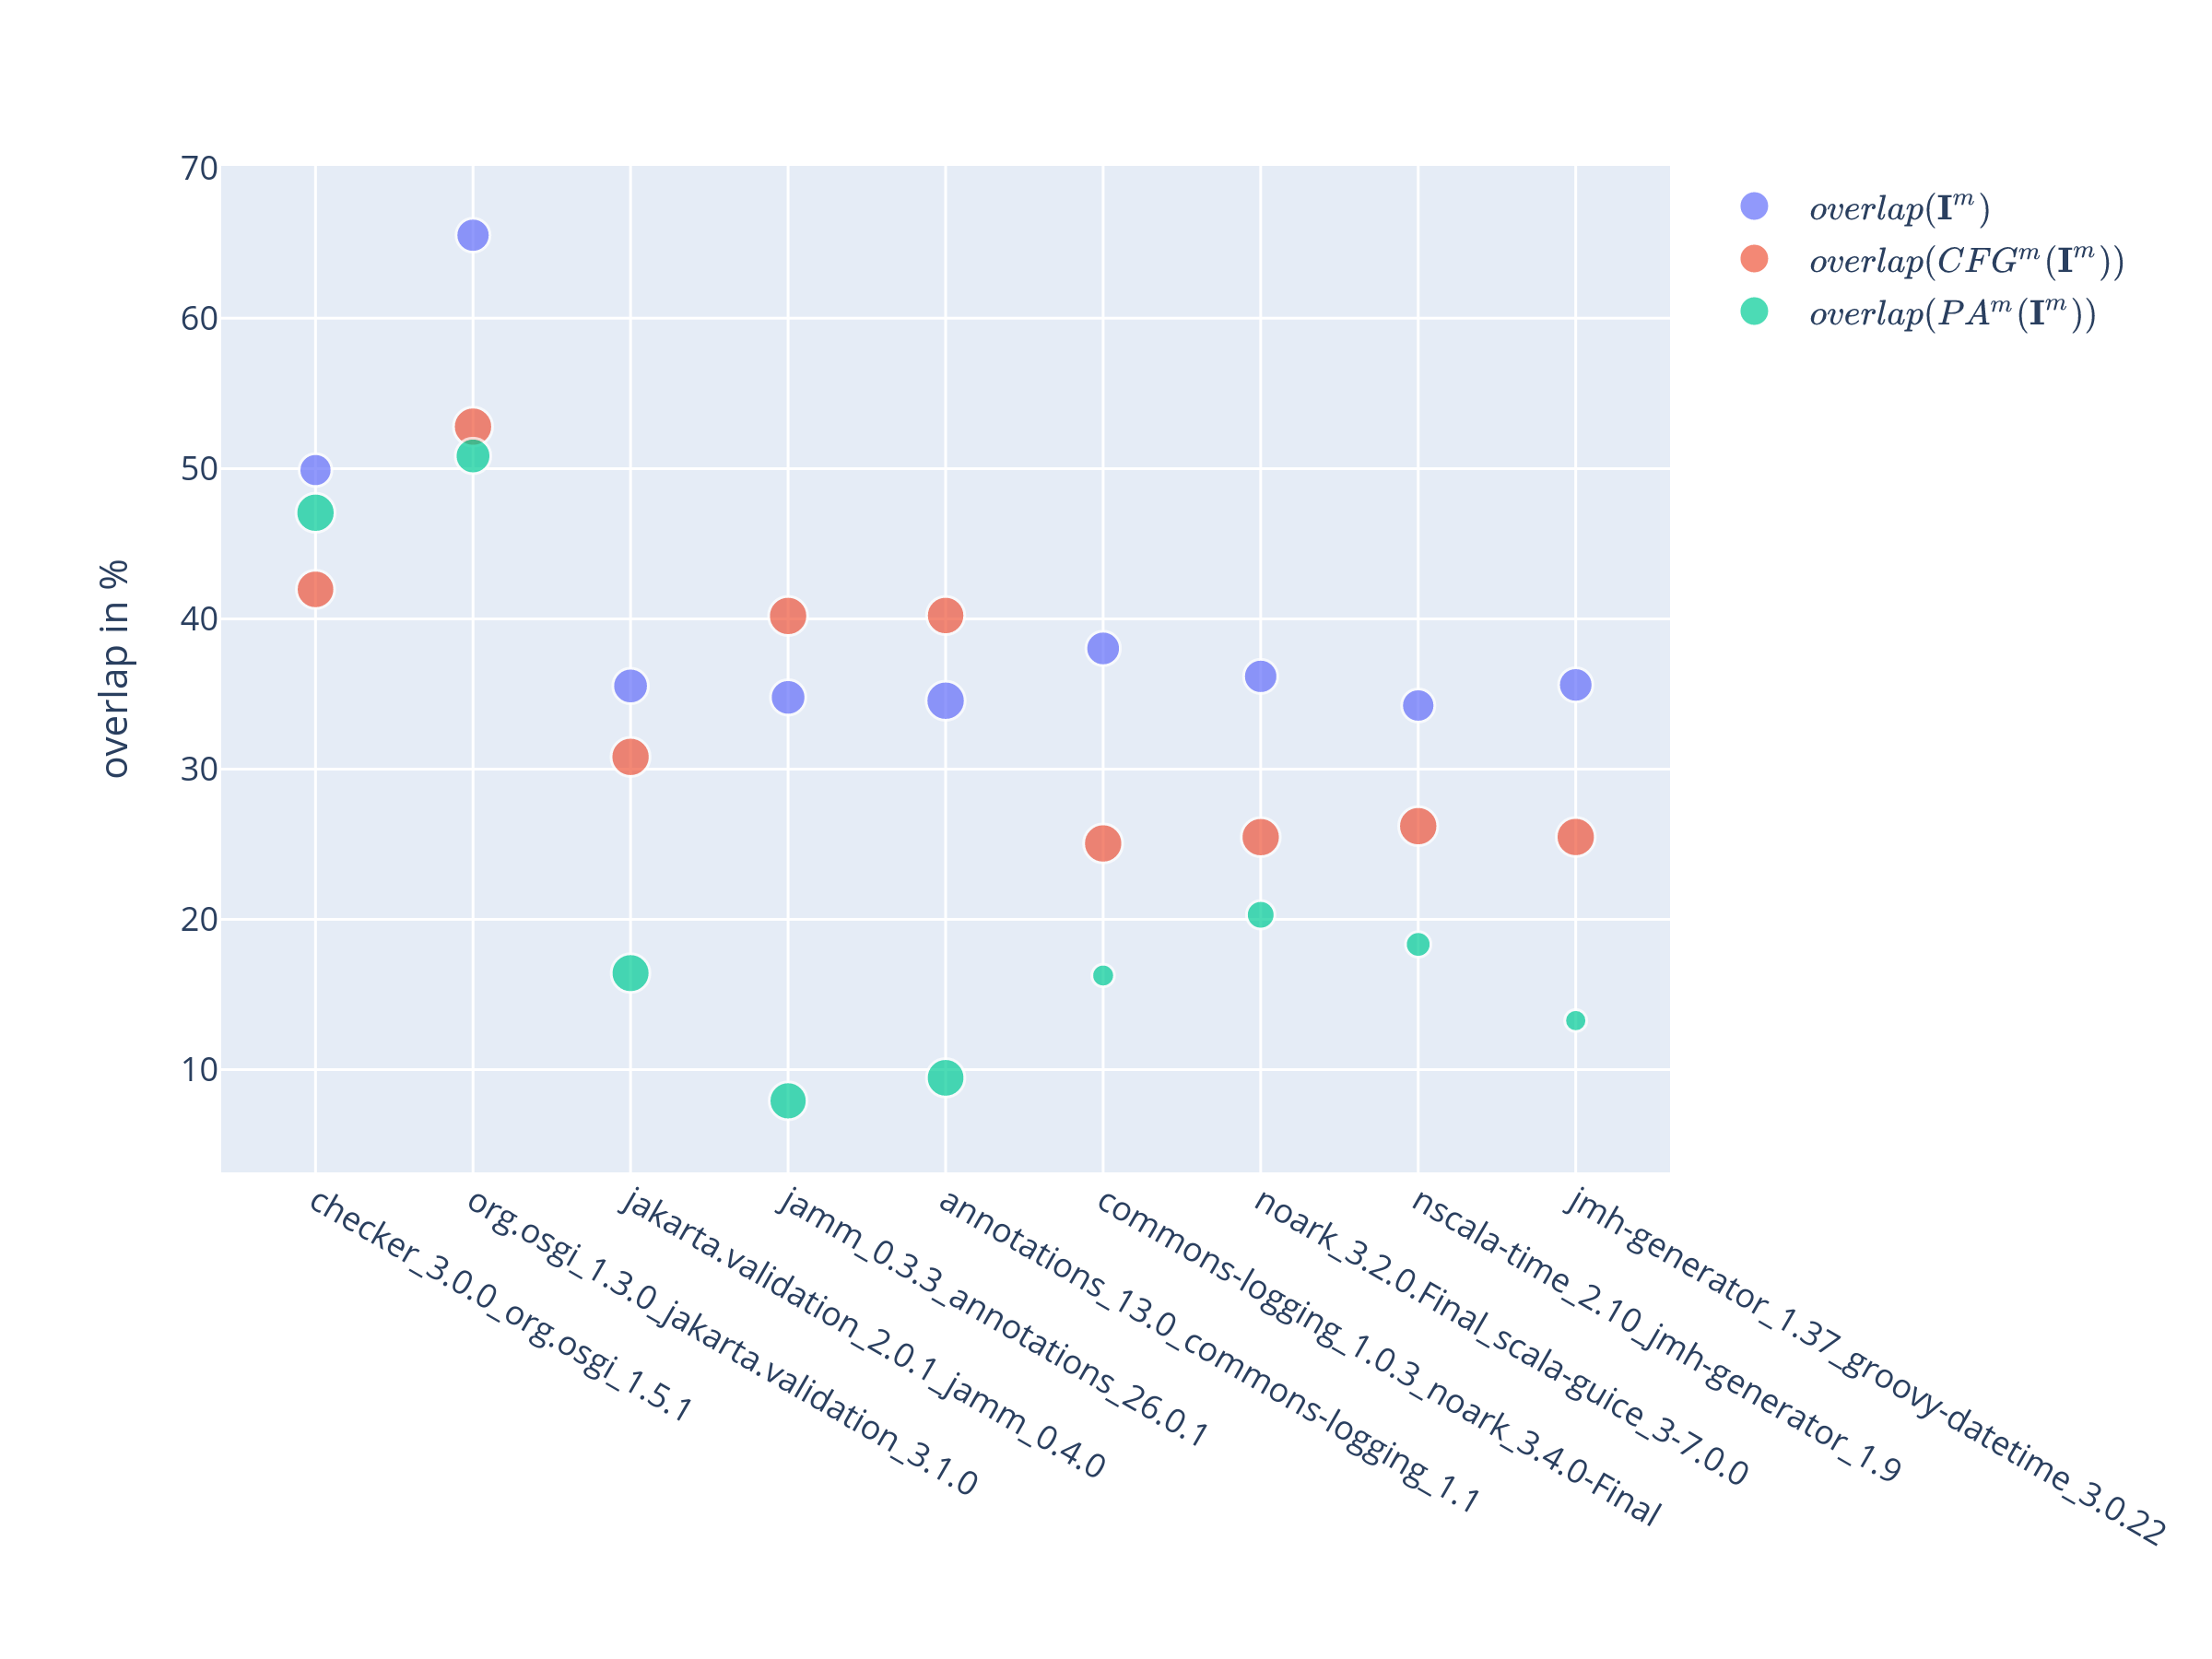 70
60
50
40
30
20
10
overlap in %
overlap(I^m)
overlap(CFG^m(I^m))
overlap(PA^m(I^m))
checker_3.0.0_org.osgi_1.5.1
org.osgi_1.3.0_jakarta.validation_3.1.0
jakarta.validation_2.0.1_jamm_0.4.0
jamm_0.3.3_annotations_26.0.1
annotations_13.0_commons-logging_1.1
commons-logging_1.0.3_noark_3.4.0-Final
noark_3.2.0.Final_scala-guice_3-7.0.0
nscala-time_2.10_jmh-generator_1.9
jmh-generator_1.37_groovy-datetime_3.0.22